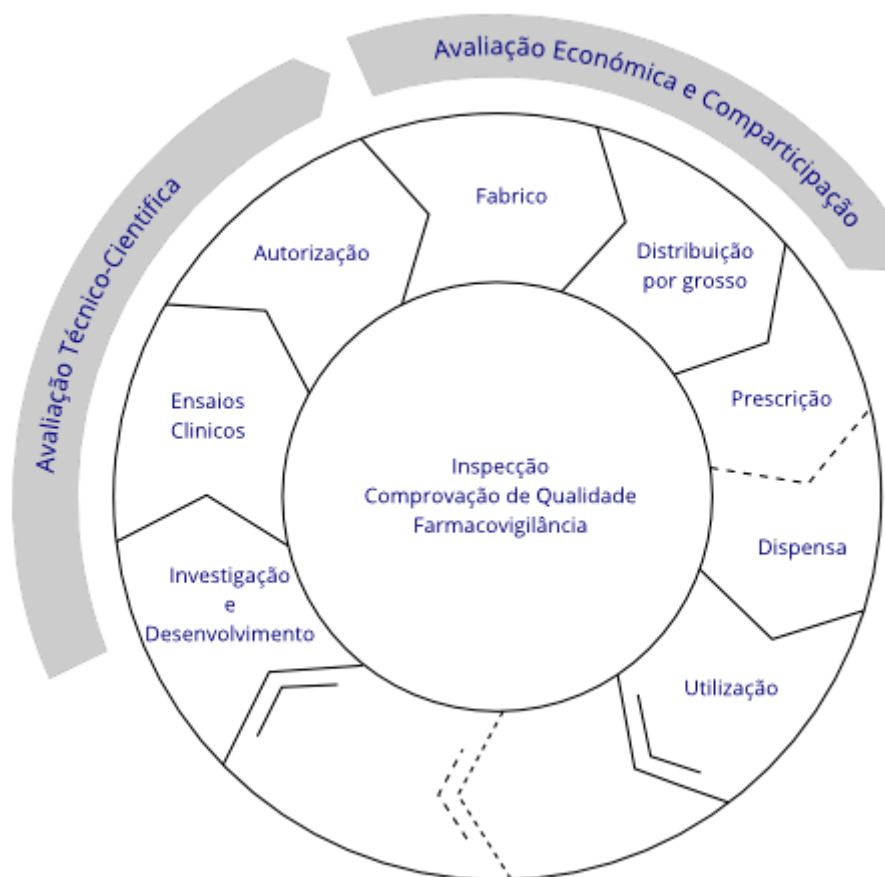 Avaliação Económica e Comparticipação
Avaliação Técnico-Cientifica
Fabrico
Autorização
Distribuição
por grosso
Ensaios
Clinicos
Prescrição
Inspecção
Comprovação de Qualidade
Farmacovigilância
Dispensa
Investigação
e
Desenvolvimento
Utilização